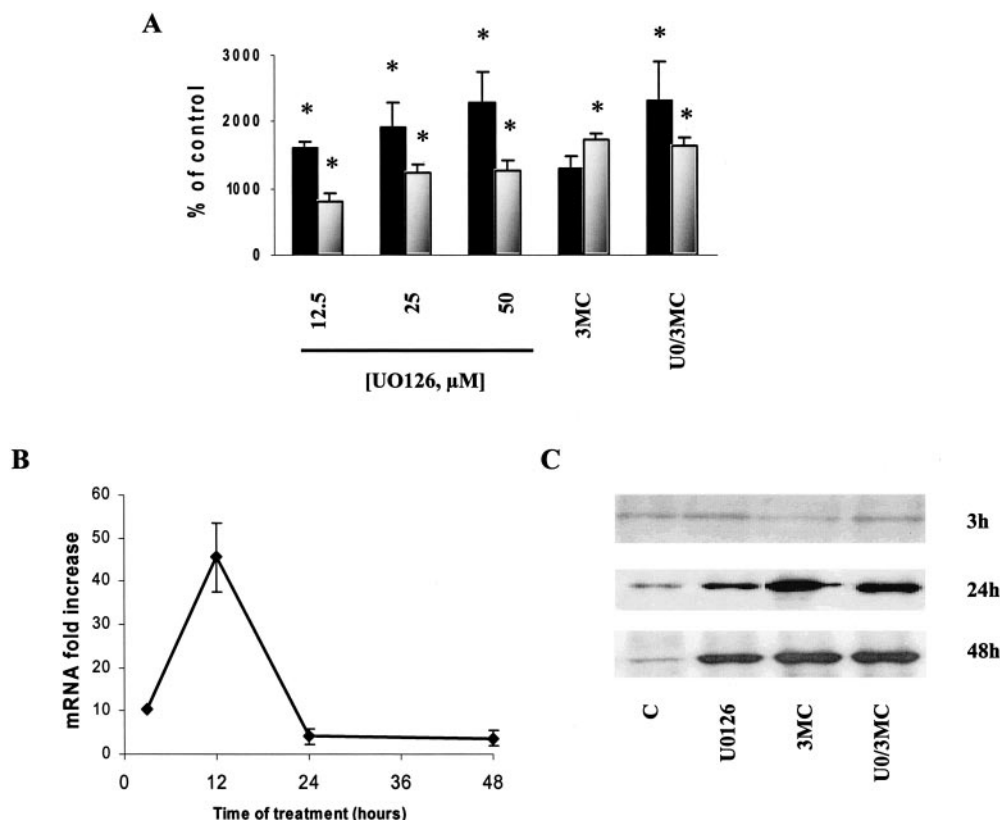 A
% of control
3000
2000
1000
0
* * * * * * * * *
12.5
25
50
3MC
U0/3MC
[UO126, µM]
B
mRNA fold increase
60
50
40
30
20
10
0
0 12 24 36 48
Time of treatment (hours)
C
3h
24h
48h
C
U0126
3MC
U0/3MC